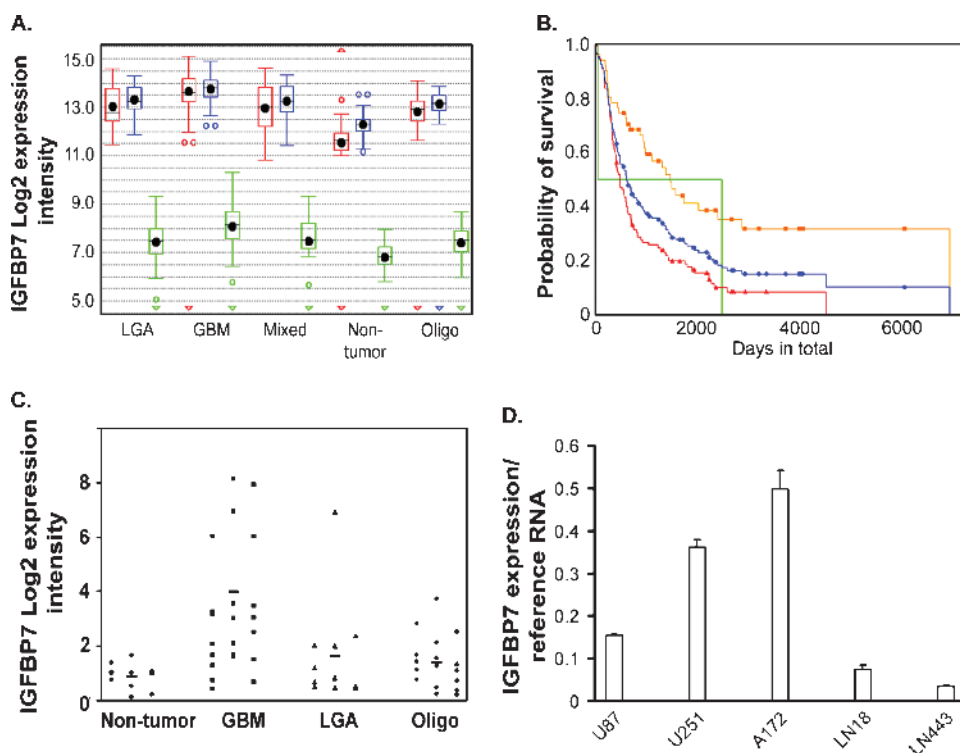 A.
IGFBP7 Log2 expression
intensity
15.0
13.0
11.0
9.0
7.0
5.0
LGA
GBM
Mixed
Non-
tumor
Oligo
B.
Probability of survival
1.0
0.8
0.6
0.4
0.2
0.0
0
2000
4000
6000
Days in total
C.
IGFBP7 Log2 expression
intensity
8
6
4
2
0
Non-tumor
GBM
LGA
Oligo
D.
IGFBP7 expression/
reference RNA
0.6
0.5
0.4
0.3
0.2
0.1
0
U87
U251
A172
LN18
LN443